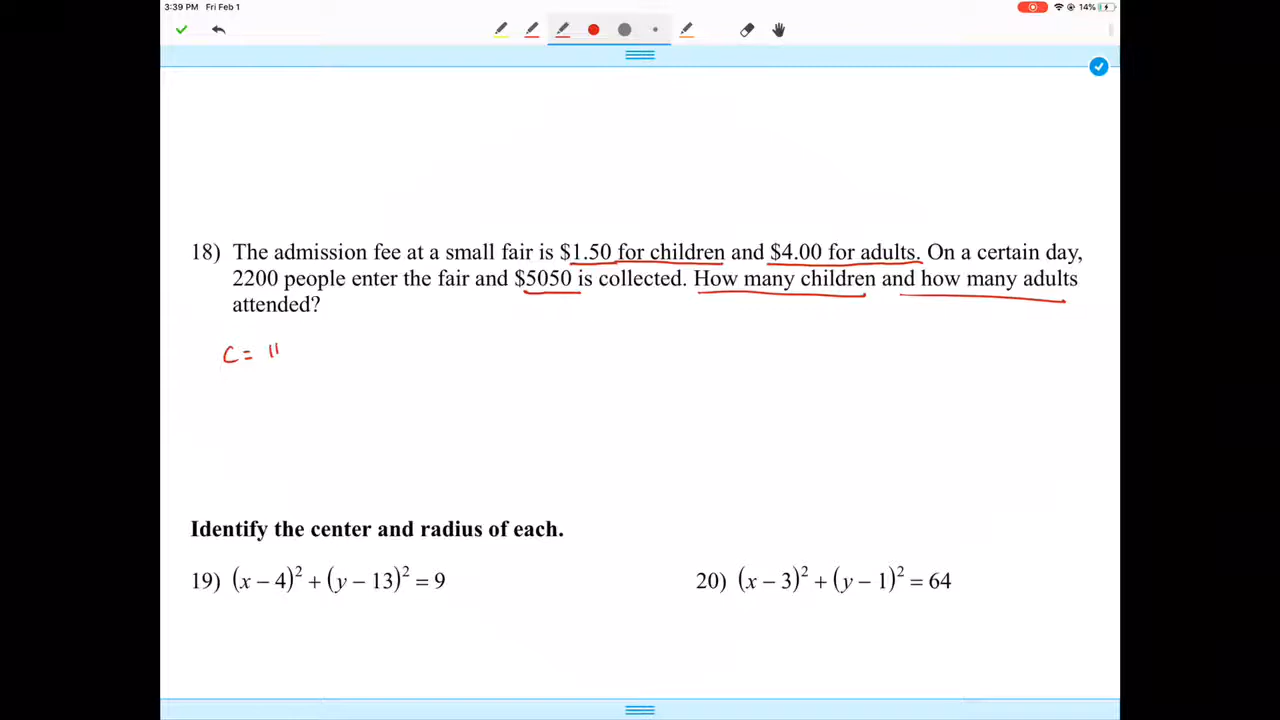 3:39 PM Fri Feb 1
14%
18) The admission fee at a small fair is $1.50 for children and $4.00 for adults. On a certain day,
2200 people enter the fair and $5050 is collected. How many children and how many adults
attended?
C = "
Identify the center and radius of each.
19) (x − 4)² + (y − 13)² = 9
20) (x − 3)² + (y − 1)² = 64